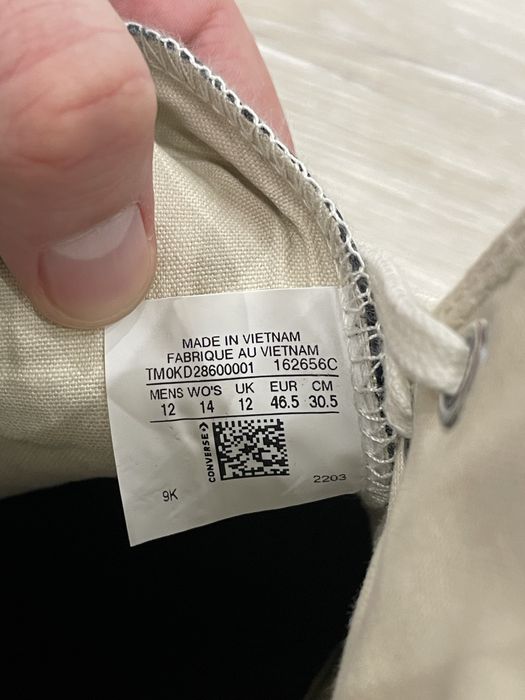 MADE IN VIETNAM
FABRIQUE AU VIETNAM
TM0KD28600001 162656C
MENS WO'S UK EUR CM
12 14 12 46.5 30.5
CONVERSE
9K
2203